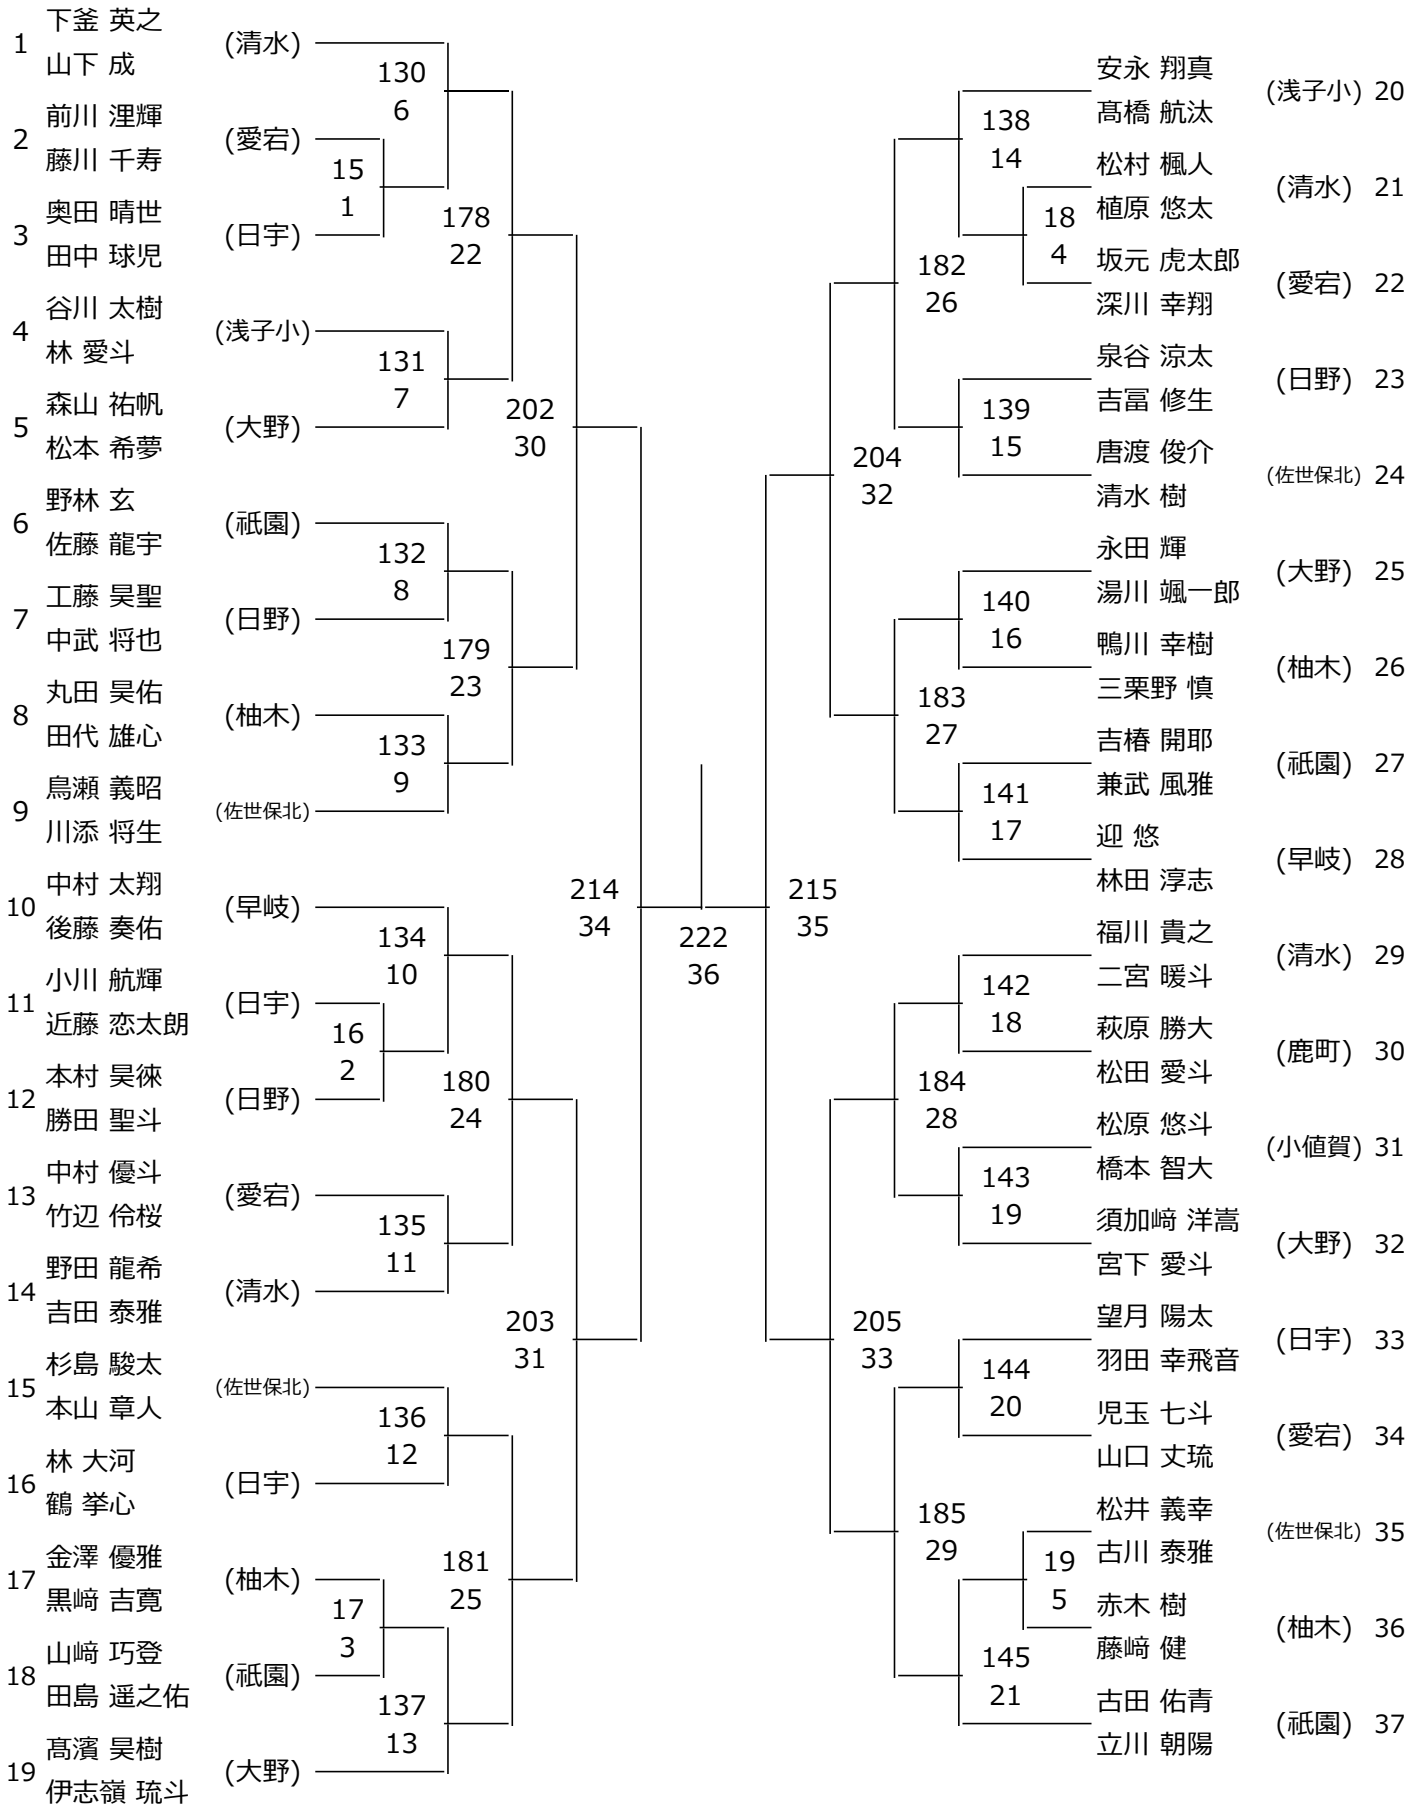 1 下釜 英之 (清水)
山下 成
2 前川 浬輝 (愛宕)
藤川 千寿
3 奥田 晴世 (日宇)
田中 球児
4 谷川 太樹 (浅子小)
林 愛斗
5 森山 祐帆 (大野)
松本 希夢
6 野林 玄 (祇園)
佐藤 龍宇
7 工藤 昊聖 (日野)
中武 将也
8 丸田 昊佑 (柚木)
田代 雄心
9 鳥瀬 義昭 (佐世保北)
川添 将生
10 中村 太翔 (早岐)
後藤 奏佑
11 小川 航輝 (日宇)
近藤 恋太朗
12 本村 昊徠 (日野)
勝田 聖斗
13 中村 優斗 (愛宕)
竹辺 伶桜
14 野田 龍希 (清水)
吉田 泰雅
15 杉島 駿太 (佐世保北)
本山 章人
16 林 大河 (日宇)
鶴 挙心
17 金澤 優雅 (柚木)
黒﨑 吉寛
18 山﨑 巧登 (祇園)
田島 遥之佑
19 髙濱 昊樹 (大野)
伊志嶺 琉斗
15
1
16
2
17
3
130
6
131
7
132
8
133
9
134
10
135
11
136
12
137
13
178
22
179
23
180
24
181
25
202
30
203
31
214
34
222
36
215
35
204
32
205
33
182
26
183
27
184
28
185
29
138
14
139
15
140
16
141
17
142
18
143
19
144
20
145
21
18
4
19
5
安永 翔真 (浅子小) 20
髙橋 航汰
松村 楓人 (清水) 21
植原 悠太
坂元 虎太郎 (愛宕) 22
深川 幸翔
泉谷 涼太 (日野) 23
吉冨 修生
唐渡 俊介 (佐世保北) 24
清水 樹
永田 輝 (大野) 25
湯川 颯一郎
鴨川 幸樹 (柚木) 26
三栗野 慎
吉椿 開耶 (祇園) 27
兼武 風雅
迎 悠 (早岐) 28
林田 淳志
福川 貴之 (清水) 29
二宮 暖斗
萩原 勝大 (鹿町) 30
松田 愛斗
松原 悠斗 (小値賀) 31
橋本 智大
須加﨑 洋嵩 (大野) 32
宮下 愛斗
望月 陽太 (日宇) 33
羽田 幸飛音
児玉 七斗 (愛宕) 34
山口 丈琉
松井 義幸 (佐世保北) 35
古川 泰雅
赤木 樹 (柚木) 36
藤﨑 健
古田 佑青 (祇園) 37
立川 朝陽